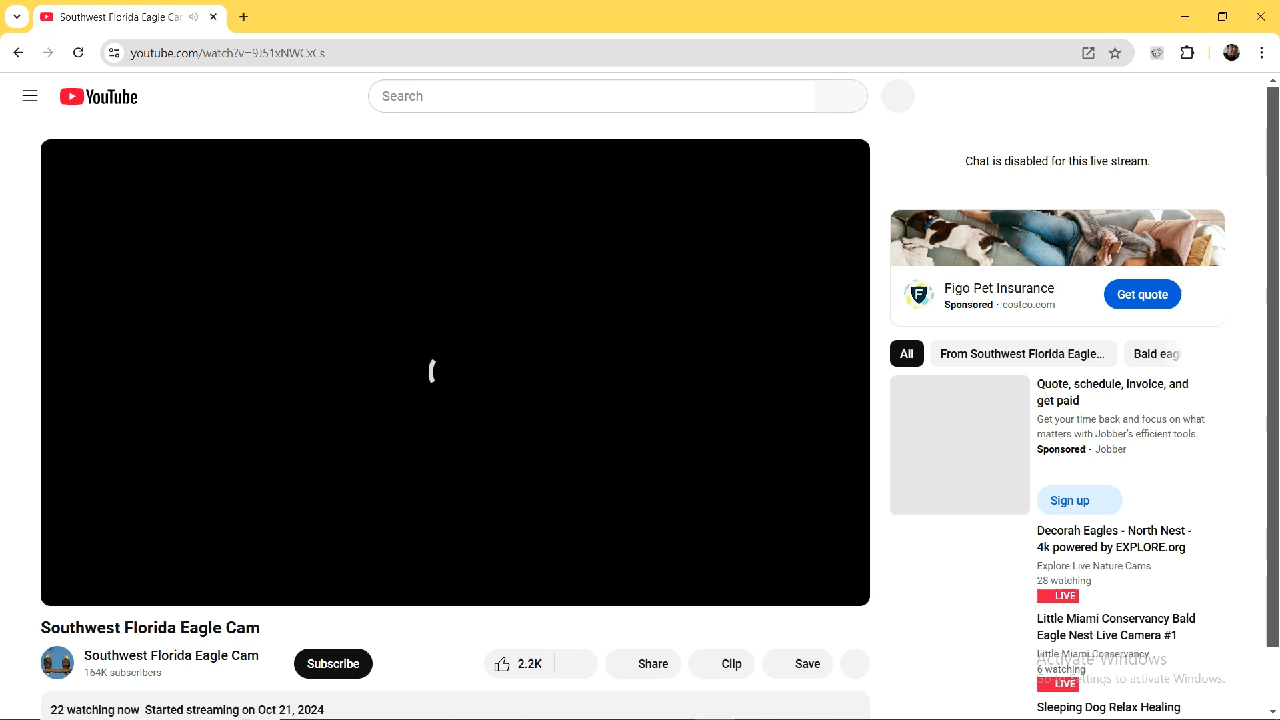 Southwest Florida Eagle Car
youtube.com/watch?v=9J51xNWCxCs
YouTube
Search
Chat is disabled for this live stream.
Figo Pet Insurance
Sponsored · costco.com
Get quote
All
From Southwest Florida Eagle...
Bald eagl
Quote, schedule, invoice, and
get paid
Get your time back and focus on what
matters with Jobber's efficient tools.
Sponsored · Jobber
Sign up
Decorah Eagles - North Nest -
4k powered by EXPLORE.org
Explore Live Nature Cams
28 watching
LIVE
Little Miami Conservancy Bald
Eagle Nest Live Camera #1
Little Miami Conservancy
6 watching
LIVE
Sleeping Dog Relax Healing
Activate Windows
Go to Settings to activate Windows.
Southwest Florida Eagle Cam
Southwest Florida Eagle Cam
164K subscribers
Subscribe
2.2K
Share
Clip
Save
22 watching now Started streaming on Oct 21, 2024